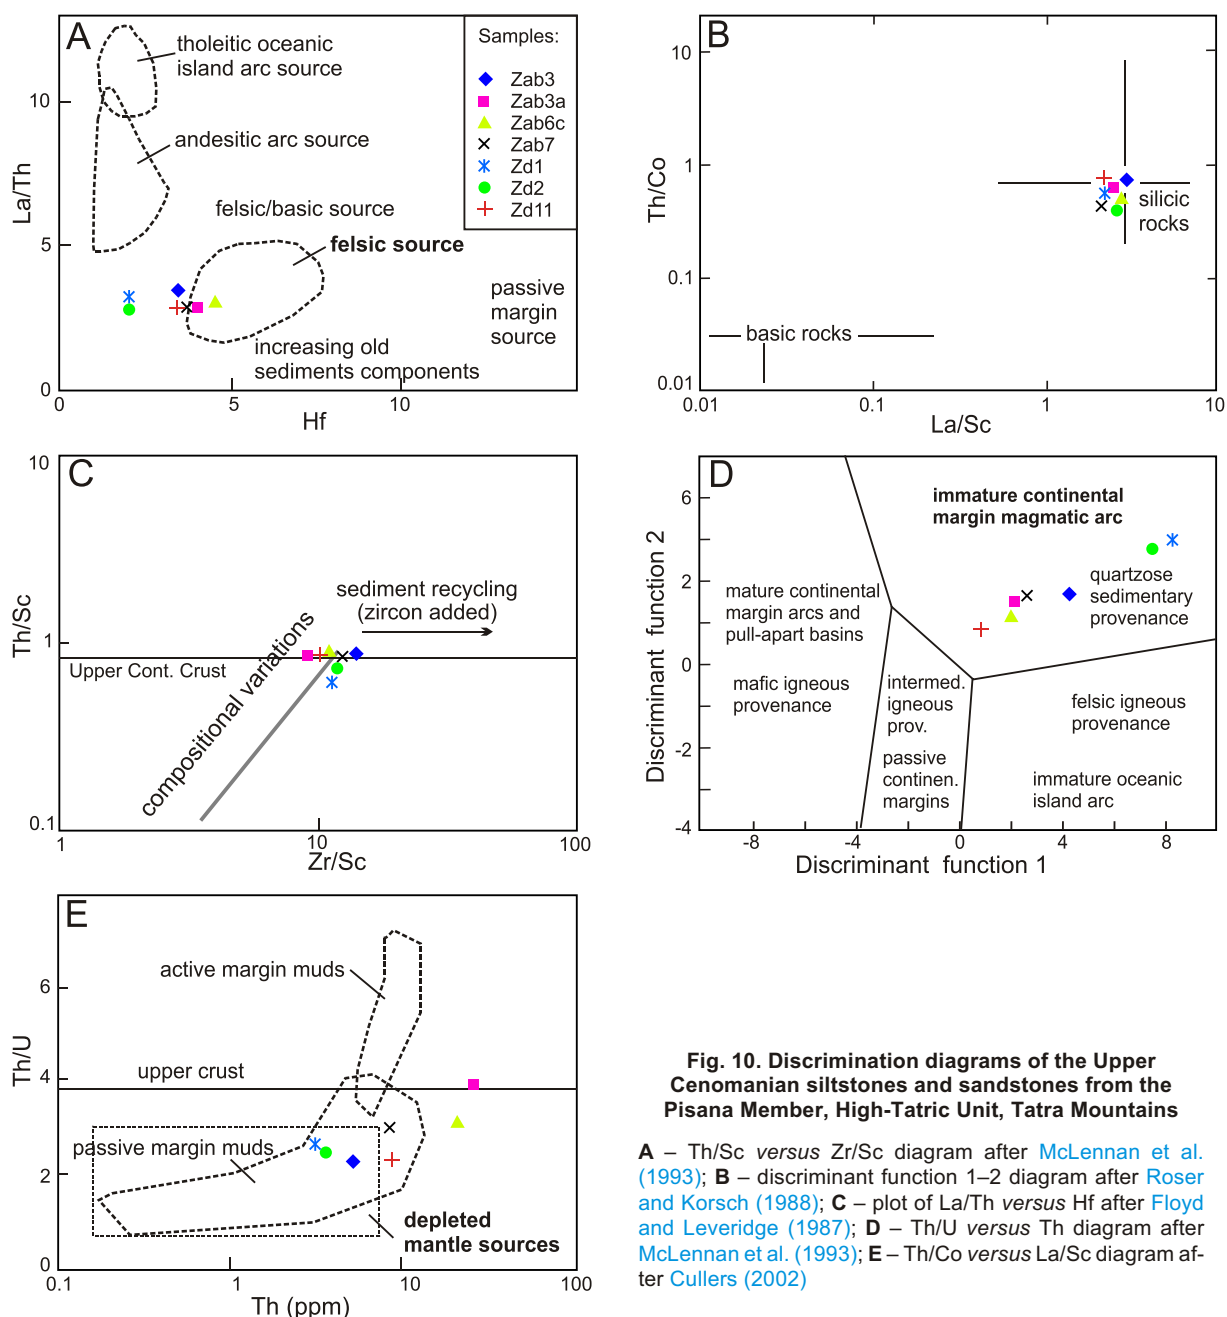 A
tholeitic oceanic
island arc source
andesitic arc source
felsic/basic source
felsic source
passive
margin
source
increasing old
sediments components
Samples:
Zab3
Zab3a
Zab6c
Zab7
Zd1
Zd2
Zd11
La/Th
10
5
0
0
5
10
Hf
B
Th/Co
10
1
0.1
0.01
silicic
rocks
basic rocks
0.01
0.1
1
10
La/Sc
C
Th/Sc
10
1
0.1
sediment recycling
(zircon added)
Upper Cont. Crust
compositional variations
1
10
100
Zr/Sc
D
Discriminant function 2
6
4
2
0
-2
-4
immature continental
margin magmatic arc
quartzose
sedimentary
provenance
mature continental
margin arcs and
pull-apart basins
mafic igneous
provenance
intermed.
igneous
prov.
passive
continen.
margins
felsic igneous
provenance
immature oceanic
island arc
-8
-4
0
4
8
Discriminant function 1
E
Th/U
6
4
2
0
active margin muds
upper crust
passive margin muds
depleted
mantle sources
0.1
1
10
100
Th (ppm)
Fig. 10. Discrimination diagrams of the Upper
Cenomanian siltstones and sandstones from the
Pisana Member, High-Tatric Unit, Tatra Mountains
A – Th/Sc versus Zr/Sc diagram after McLennan et al.
(1993); B – discriminant function 1–2 diagram after Roser
and Korsch (1988); C – plot of La/Th versus Hf after Floyd
and Leveridge (1987); D – Th/U versus Th diagram after
McLennan et al. (1993); E – Th/Co versus La/Sc diagram af-
ter Cullers (2002)